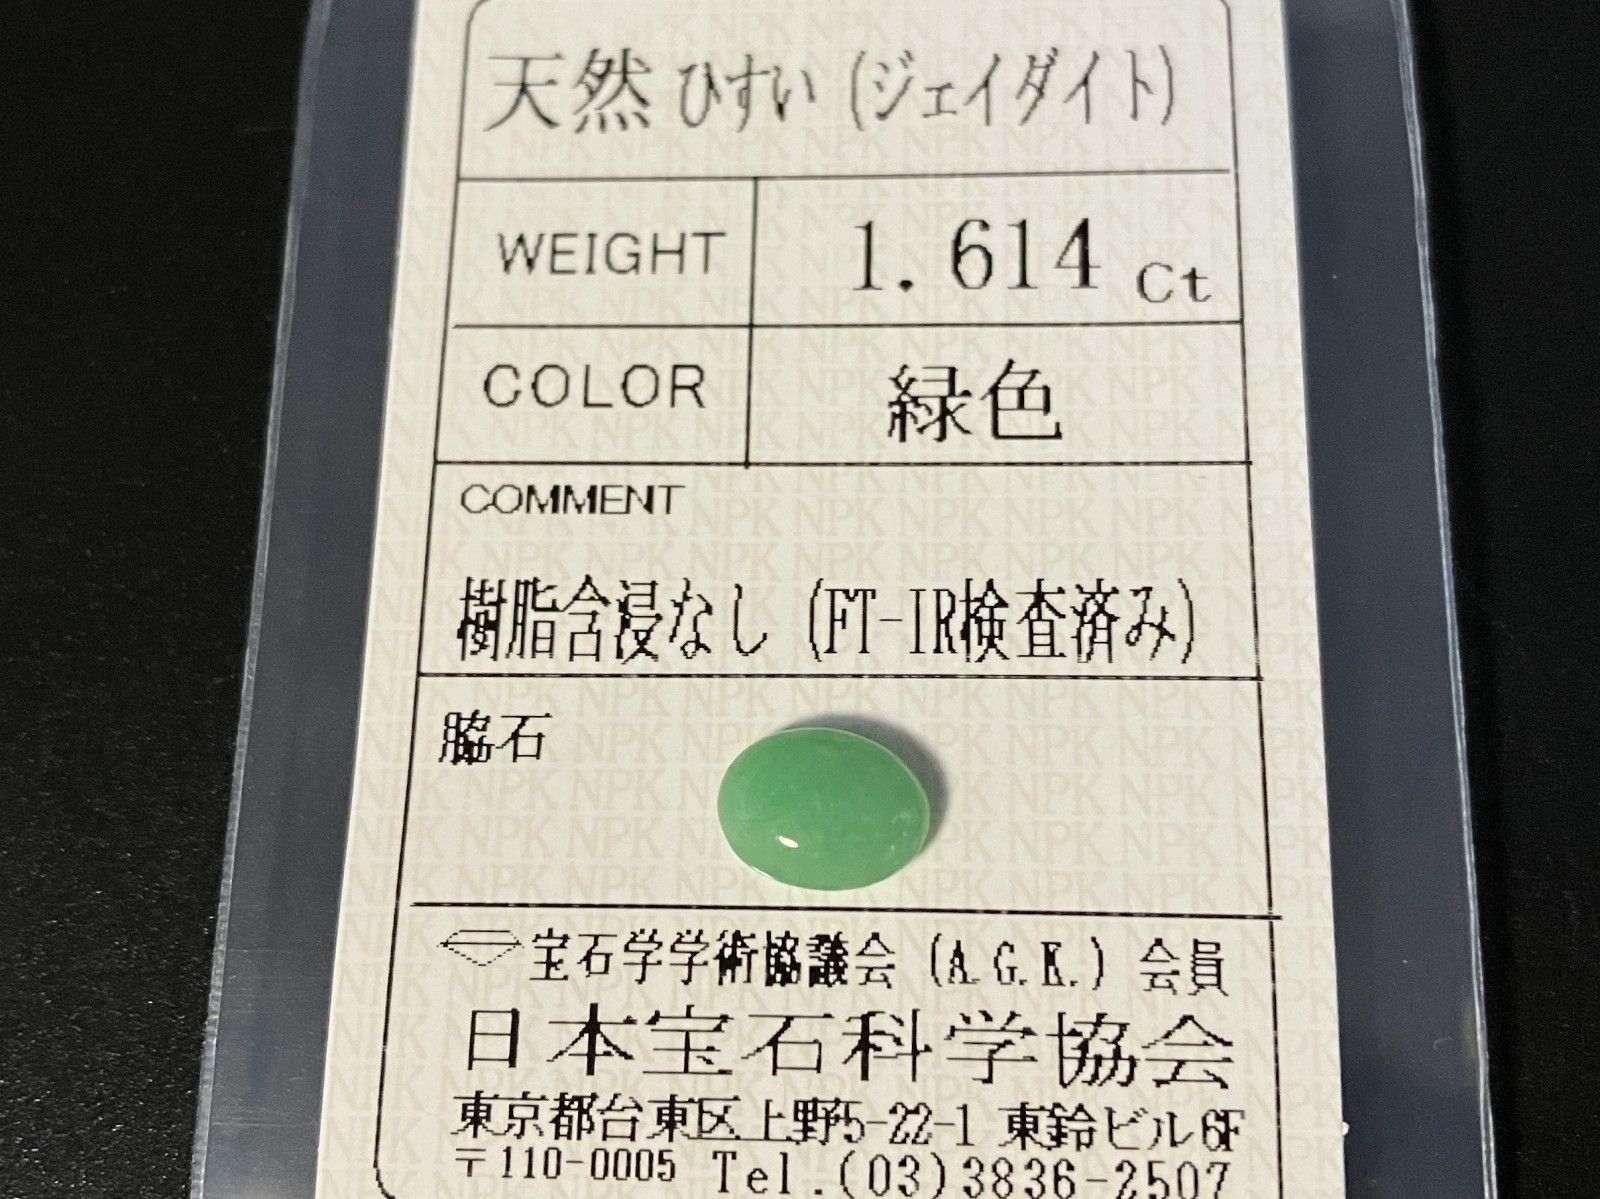 天然 ひすい (ジェイダイト)
WEIGHT 1.614 Ct
COLOR 緑色
COMMENT
樹脂含浸なし (FT-IR検査済み)
脇石
宝石学学術協議会 (A.G.K.) 会員
日本宝石科学協会
東京都台東区上野5-22-1 東鈴ビル6F
〒110-0005 Tel.(03)3836-2507